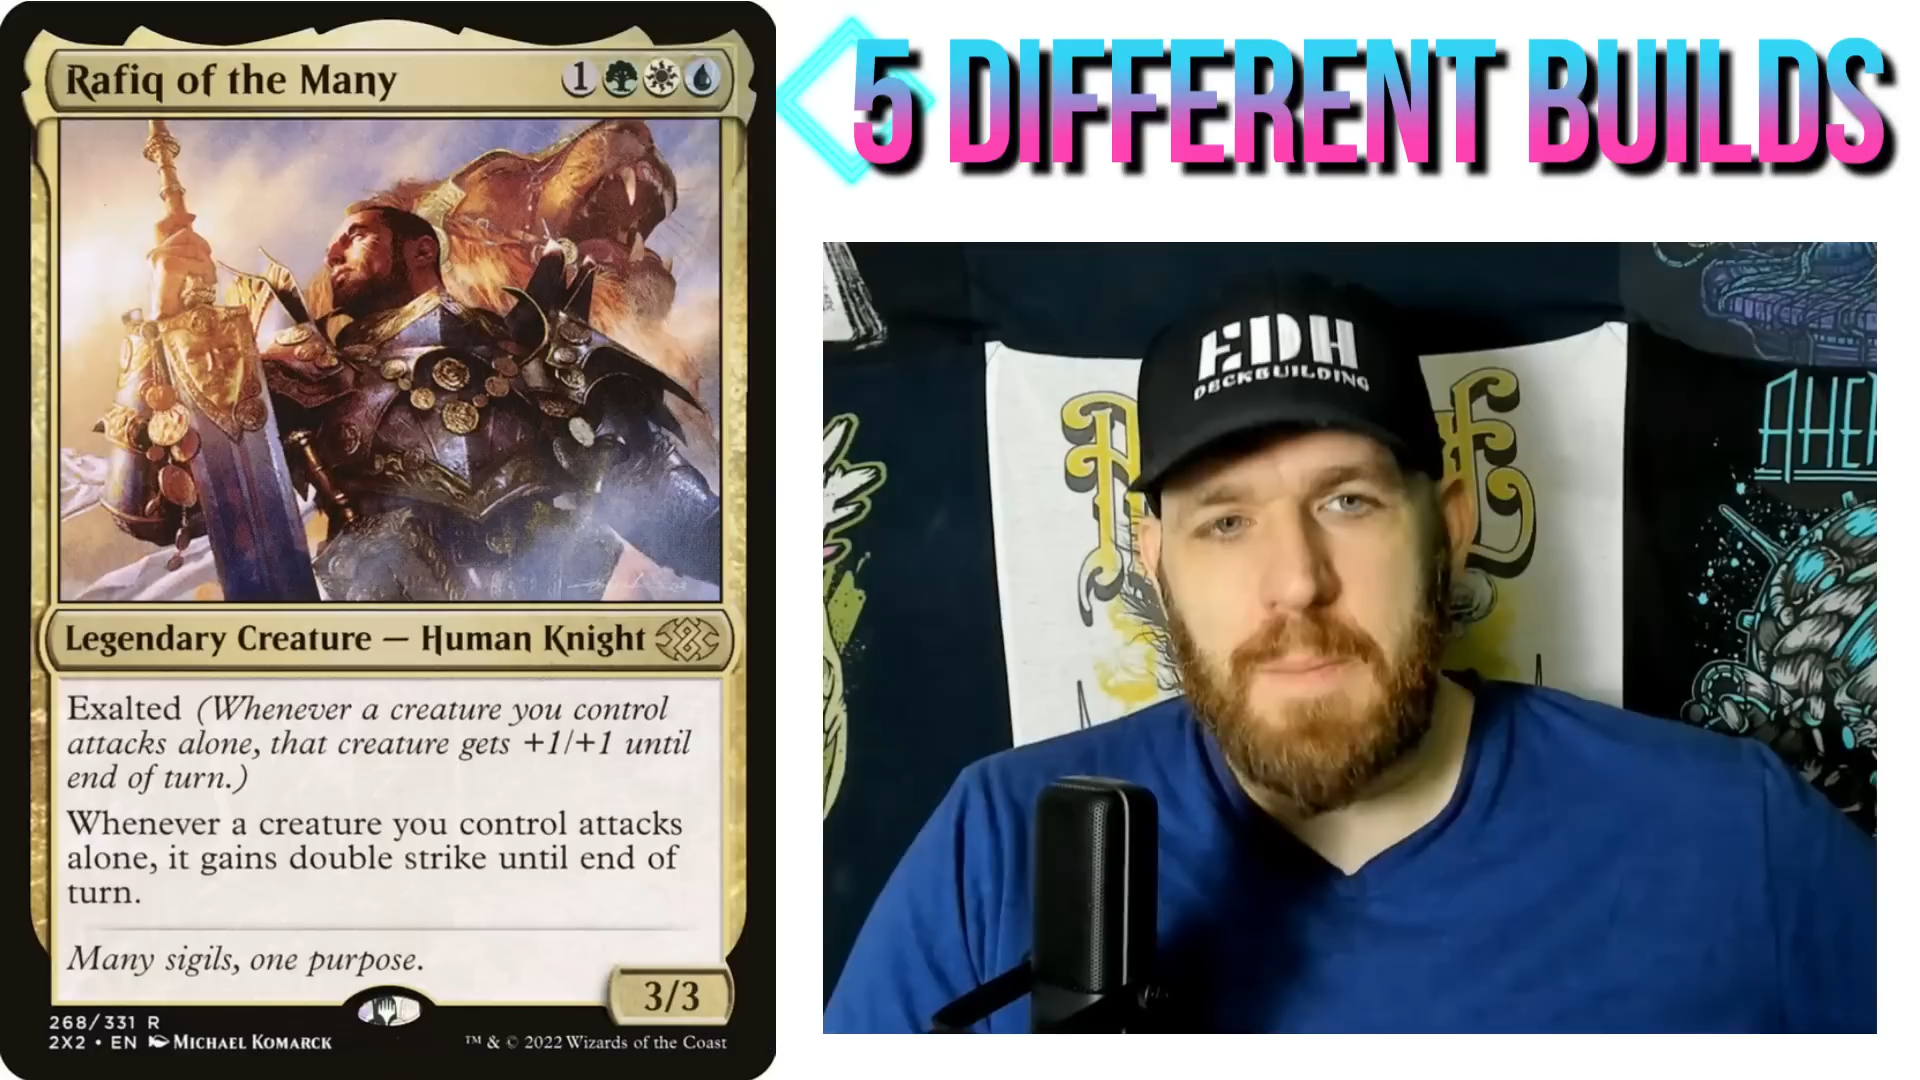 Rafiq of the Many
1
Legendary Creature — Human Knight
Exalted (Whenever a creature you control
attacks alone, that creature gets +1/+1 until
end of turn.)
Whenever a creature you control attacks
alone, it gains double strike until end of
turn.
Many sigils, one purpose.
3/3
268/331 R
2X2 • EN MICHAEL KOMARCK
™ & © 2022 Wizards of the Coast
5 DIFFERENT BUILDS
EDH
DECKBUILDING